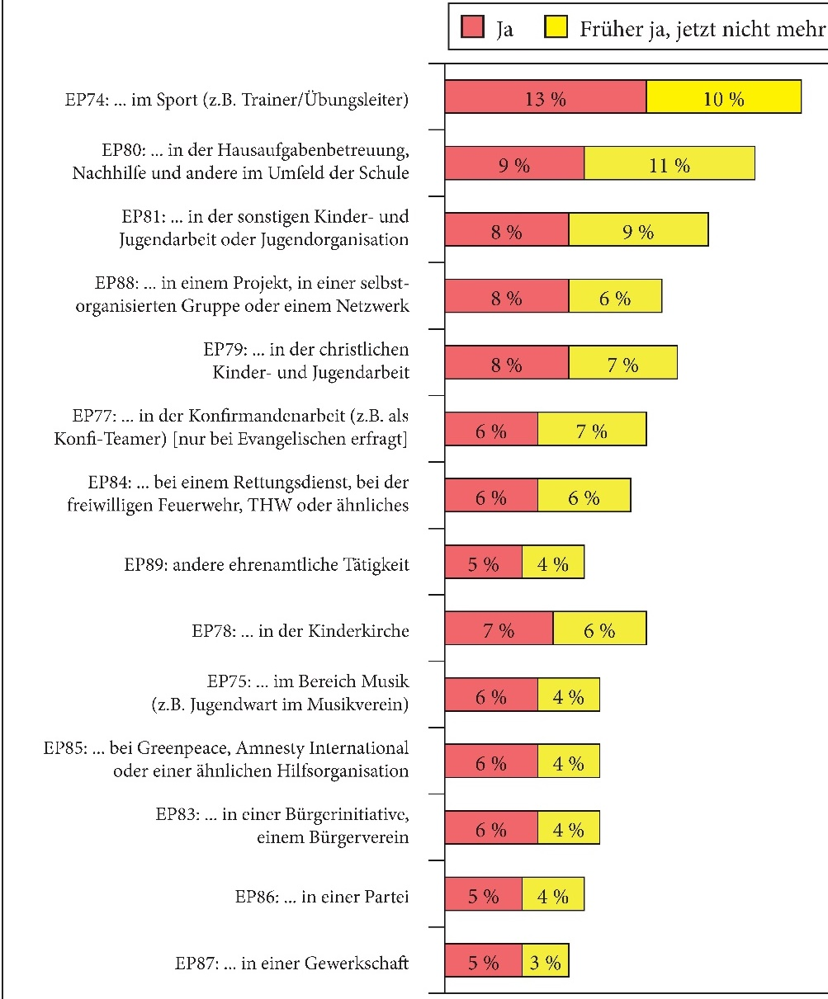 Ja Früher ja, jetzt nicht mehr
EP74: ... im Sport (z.B. Trainer/Übungsleiter)
13 % 10 %
EP80: ... in der Hausaufgabenbetreuung,
Nachhilfe und andere im Umfeld der Schule
9 % 11 %
EP81: ... in der sonstigen Kinder- und
Jugendarbeit oder Jugendorganisation
8 % 9 %
EP88: ... in einem Projekt, in einer selbst-
organisierten Gruppe oder einem Netzwerk
8 % 6 %
EP79: ... in der christlichen
Kinder- und Jugendarbeit
8 % 7 %
EP77: ... in der Konfirmandenarbeit (z.B. als
Konfi-Teamer) [nur bei Evangelischen erfragt]
6 % 7 %
EP84: ... bei einem Rettungsdienst, bei der
freiwilligen Feuerwehr, THW oder ähnliches
6 % 6 %
EP89: andere ehrenamtliche Tätigkeit
5 % 4 %
EP78: ... in der Kinderkirche
7 % 6 %
EP75: ... im Bereich Musik
(z.B. Jugendwart im Musikverein)
6 % 4 %
EP85: ... bei Greenpeace, Amnesty International
oder einer ähnlichen Hilfsorganisation
6 % 4 %
EP83: ... in einer Bürgerinitiative,
einem Bürgerverein
6 % 4 %
EP86: ... in einer Partei
5 % 4 %
EP87: ... in einer Gewerkschaft
5 % 3 %